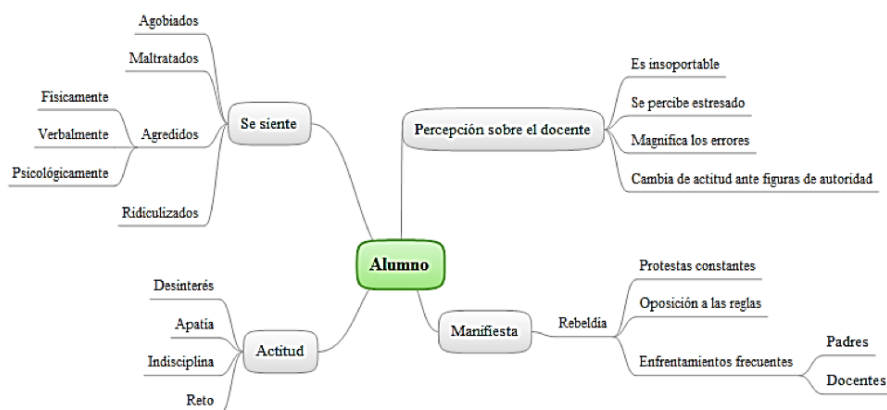 Agobiados
Maltratados
Físicamente
Verbalmente
Psicológicamente
Agredidos
Ridiculizados
Se siente
Percepción sobre el docente
Es insoportable
Se percibe estresado
Magnifica los errores
Cambia de actitud ante figuras de autoridad
Alumno
Desinterés
Apatía
Indisciplina
Reto
Actitud
Manifiesta
Rebeldía
Protestas constantes
Oposición a las reglas
Enfrentamientos frecuentes
Padres
Docentes